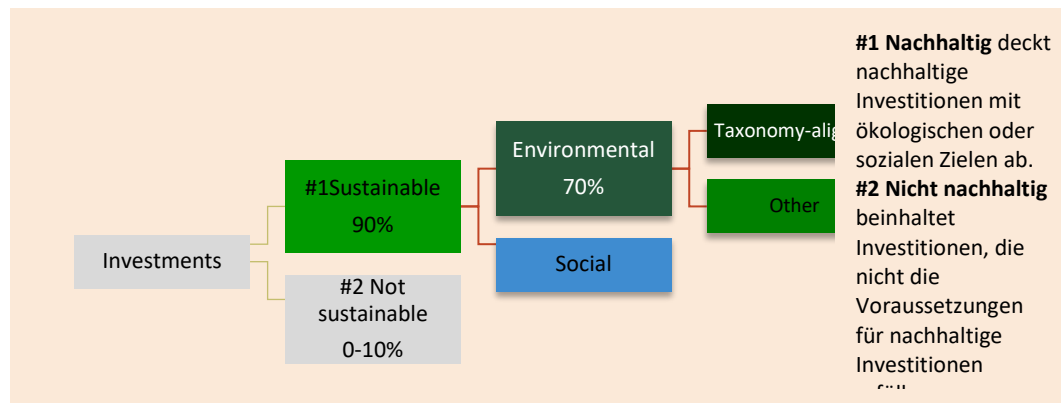 Investments
#1Sustainable
90%
#2 Not
sustainable
0-10%
Environmental
70%
Social
Taxonomy-alig
Other
#1 Nachhaltig deckt
nachhaltige
Investitionen mit
ökologischen oder
sozialen Zielen ab.
#2 Nicht nachhaltig
beinhaltet
Investitionen, die
nicht die
Voraussetzungen
für nachhaltige
Investitionen